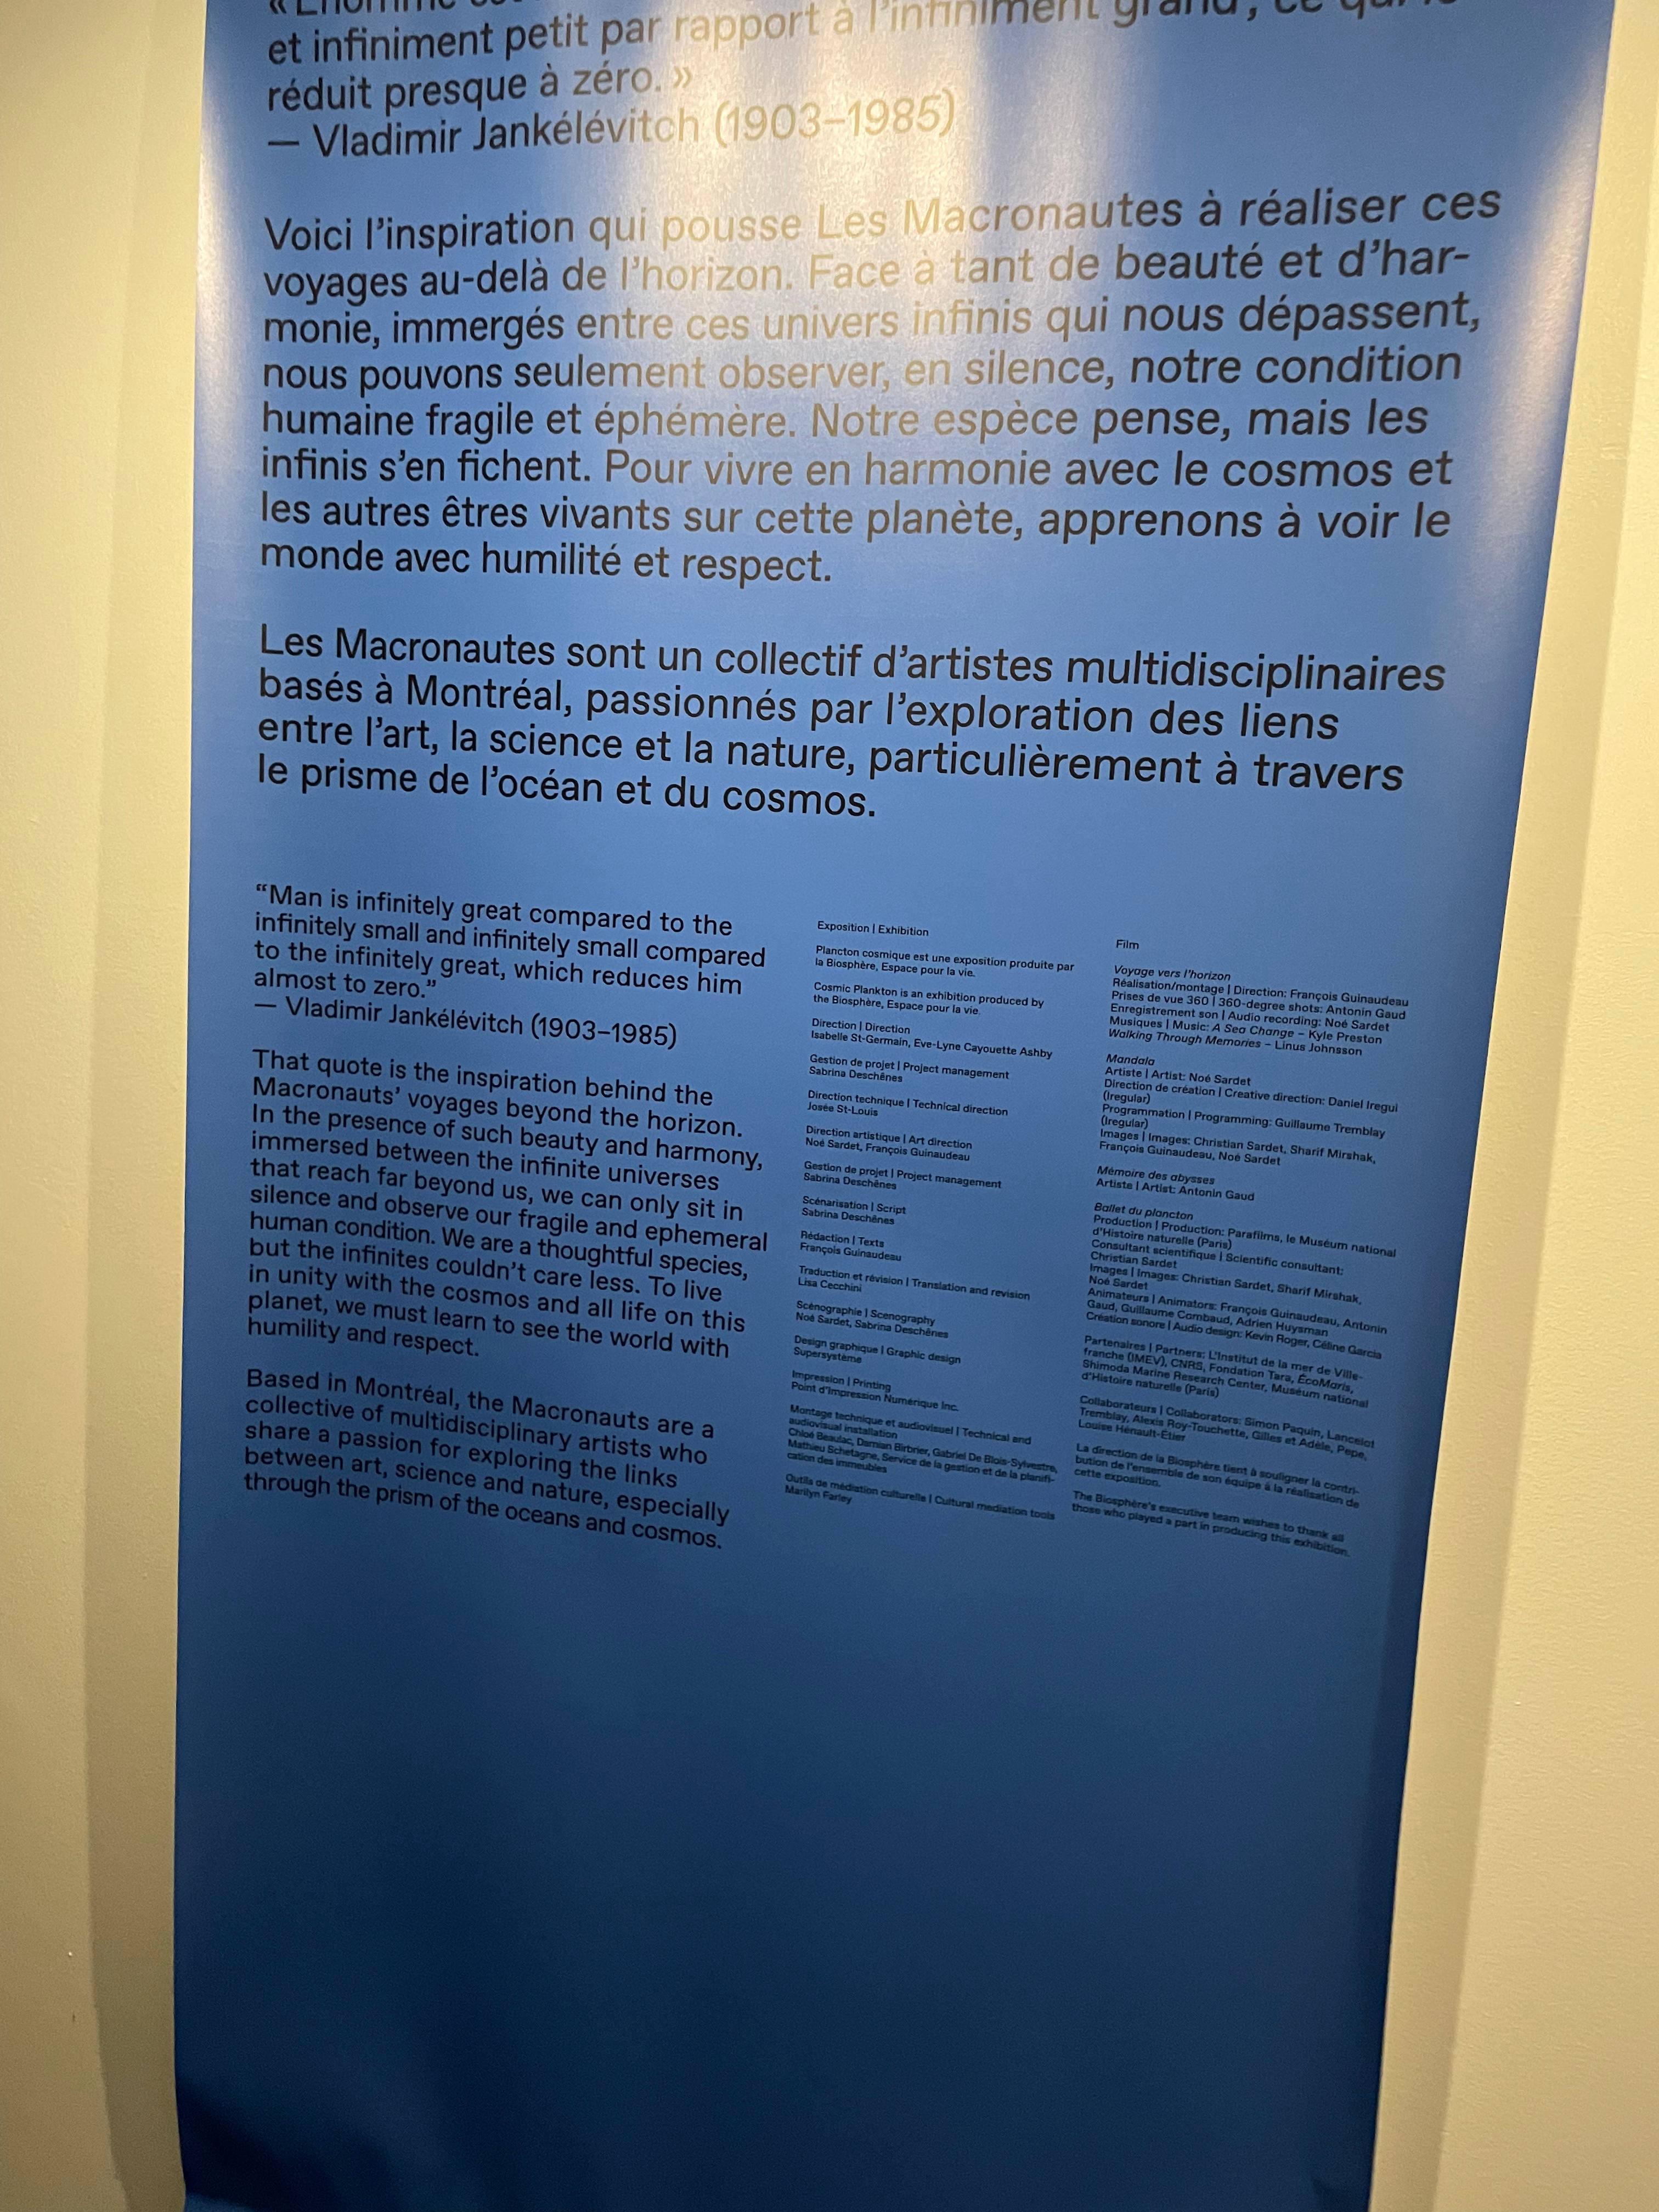 et infiniment petit par rapport à l'infiniment grand, ce qui le
réduit presque à zéro. »
— Vladimir Jankélévitch (1903–1985)
Voici l'inspiration qui pousse Les Macronautes à réaliser ces
voyages au-delà de l'horizon. Face à tant de beauté et d'har-
monie, immergés entre ces univers infinis qui nous dépassent,
nous pouvons seulement observer, en silence, notre condition
humaine fragile et éphémère. Notre espèce pense, mais les
infinis s'en fichent. Pour vivre en harmonie avec le cosmos et
les autres êtres vivants sur cette planète, apprenons à voir le
monde avec humilité et respect.
Les Macronautes sont un collectif d'artistes multidisciplinaires
basés à Montréal, passionnés par l'exploration des liens
entre l'art, la science et la nature, particulièrement à travers
le prisme de l'océan et du cosmos.
“Man is infinitely great compared to the
infinitely small and infinitely small compared
to the infinitely great, which reduces him
almost to zero.”
— Vladimir Jankélévitch (1903–1985)
That quote is the inspiration behind the
Macronauts' voyages beyond the horizon.
In the presence of such beauty and harmony,
immersed between the infinite universes
that reach far beyond us, we can only sit in
silence and observe our fragile and ephemeral
human condition. We are a thoughtful species,
but the infinites couldn't care less. To live
in unity with the cosmos and all life on this
planet, we must learn to see the world with
humility and respect.
Based in Montréal, the Macronauts are a
collective of multidisciplinary artists who
share a passion for exploring the links
between art, science and nature, especially
through the prism of the oceans and cosmos.
Exposition | Exhibition
Plancton cosmique est une exposition produite par
la Biosphère, Espace pour la vie.
Cosmic Plankton is an exhibition produced by
the Biosphère, Espace pour la vie.
Direction | Direction
Isabelle St-Germain, Eve-Lyne Cayouette Ashby
Gestion de projet | Project management
Sabrina Deschênes
Direction technique | Technical direction
Josée St-Louis
Direction artistique | Art direction
Noé Sardet, François Guinaudeau
Gestion de projet | Project management
Sabrina Deschênes
Scénarisation | Script
Sabrina Deschênes
Rédaction | Texts
François Guinaudeau
Traduction et révision | Translation and revision
Lisa Cecchini
Scénographie | Scenography
Noé Sardet, Sabrina Deschênes
Design graphique | Graphic design
Supersystème
Impression | Printing
Point d'Impression Numérique Inc.
Montage technique et audiovisuel | Technical and
audiovisual installation
Chloé Beaulac, Damian Birbrier, Gabriel De Blois-Sylvestre,
Mathieu Schetagne, Service de la gestion et de la planifi-
cation des immeubles
Outils de médiation culturelle | Cultural mediation tools
Marilyn Farley
Film
Voyage vers l'horizon
Réalisation/montage | Direction: François Guinaudeau
Prises de vue 360 | 360-degree shots: Antonin Gaud
Enregistrement son | Audio recording: Noé Sardet
Musiques | Music: A Sea Change – Kyle Preston
Walking Through Memories – Linus Johnsson
Mandala
Artiste | Artist: Noé Sardet
Direction de création | Creative direction: Daniel Iregui
(Iregular)
Programmation | Programming: Guillaume Tremblay
(Iregular)
Images | Images: Christian Sardet, Sharif Mirshak,
François Guinaudeau, Noé Sardet
Mémoire des abysses
Artiste | Artist: Antonin Gaud
Ballet du plancton
Production | Production: Parafilms, le Muséum national
d'Histoire naturelle (Paris)
Consultant scientifique | Scientific consultant:
Christian Sardet
Images | Images: Christian Sardet, Sharif Mirshak,
Noé Sardet
Animateurs | Animators: François Guinaudeau, Antonin
Gaud, Guillaume Combaud, Adrien Huysman
Création sonore | Audio design: Kevin Roger, Céline Garcia
Partenaires | Partners: L'Institut de la mer de Ville-
franche (IMEV), CNRS, Fondation Tara, ÉcoMaris,
Shimoda Marine Research Center, Muséum national
d'Histoire naturelle (Paris)
Collaborateurs | Collaborators: Simon Paquin, Lancelot
Tremblay, Alexis Roy-Touchette, Gilles et Adèle, Pepe,
Louise Hénault-Étier
La direction de la Biosphère tient à souligner la contri-
bution de l'ensemble de son équipe à la réalisation de
cette exposition.
The Biosphère's executive team wishes to thank all
those who played a part in producing this exhibition.